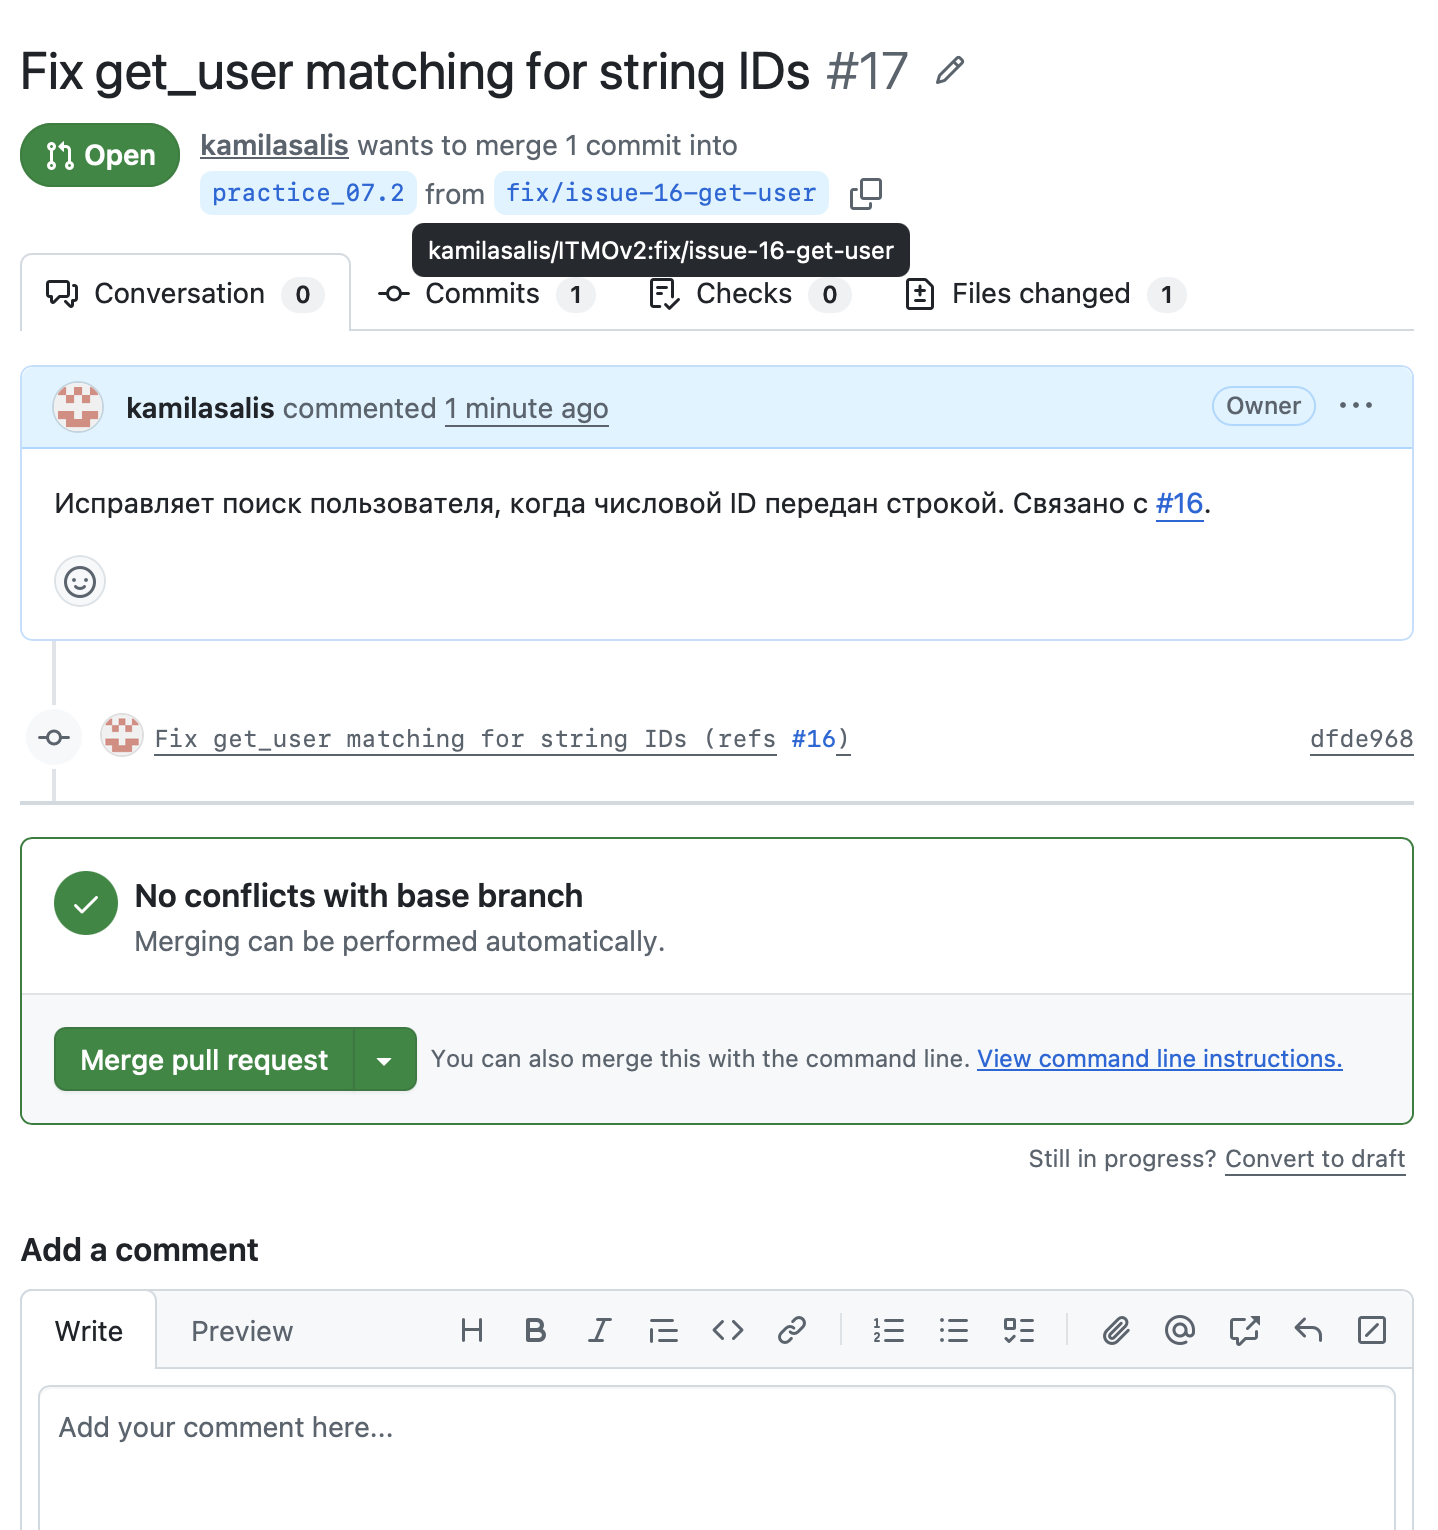 Fix get_user matching for string IDs #17
Open
kamilasalis wants to merge 1 commit into
practice_07.2 from fix/issue-16-get-user
kamilasalis/ITMOv2:fix/issue-16-get-user
Conversation 0 Commits 1 Checks 0 Files changed 1
kamilasalis commented 1 minute ago Owner
Исправляет поиск пользователя, когда числовой ID передан строкой. Связано с #16.
Fix get_user matching for string IDs (refs #16) dfde968
No conflicts with base branch
Merging can be performed automatically.
Merge pull request You can also merge this with the command line. View command line instructions.
Still in progress? Convert to draft
Add a comment
Write Preview
Add your comment here...